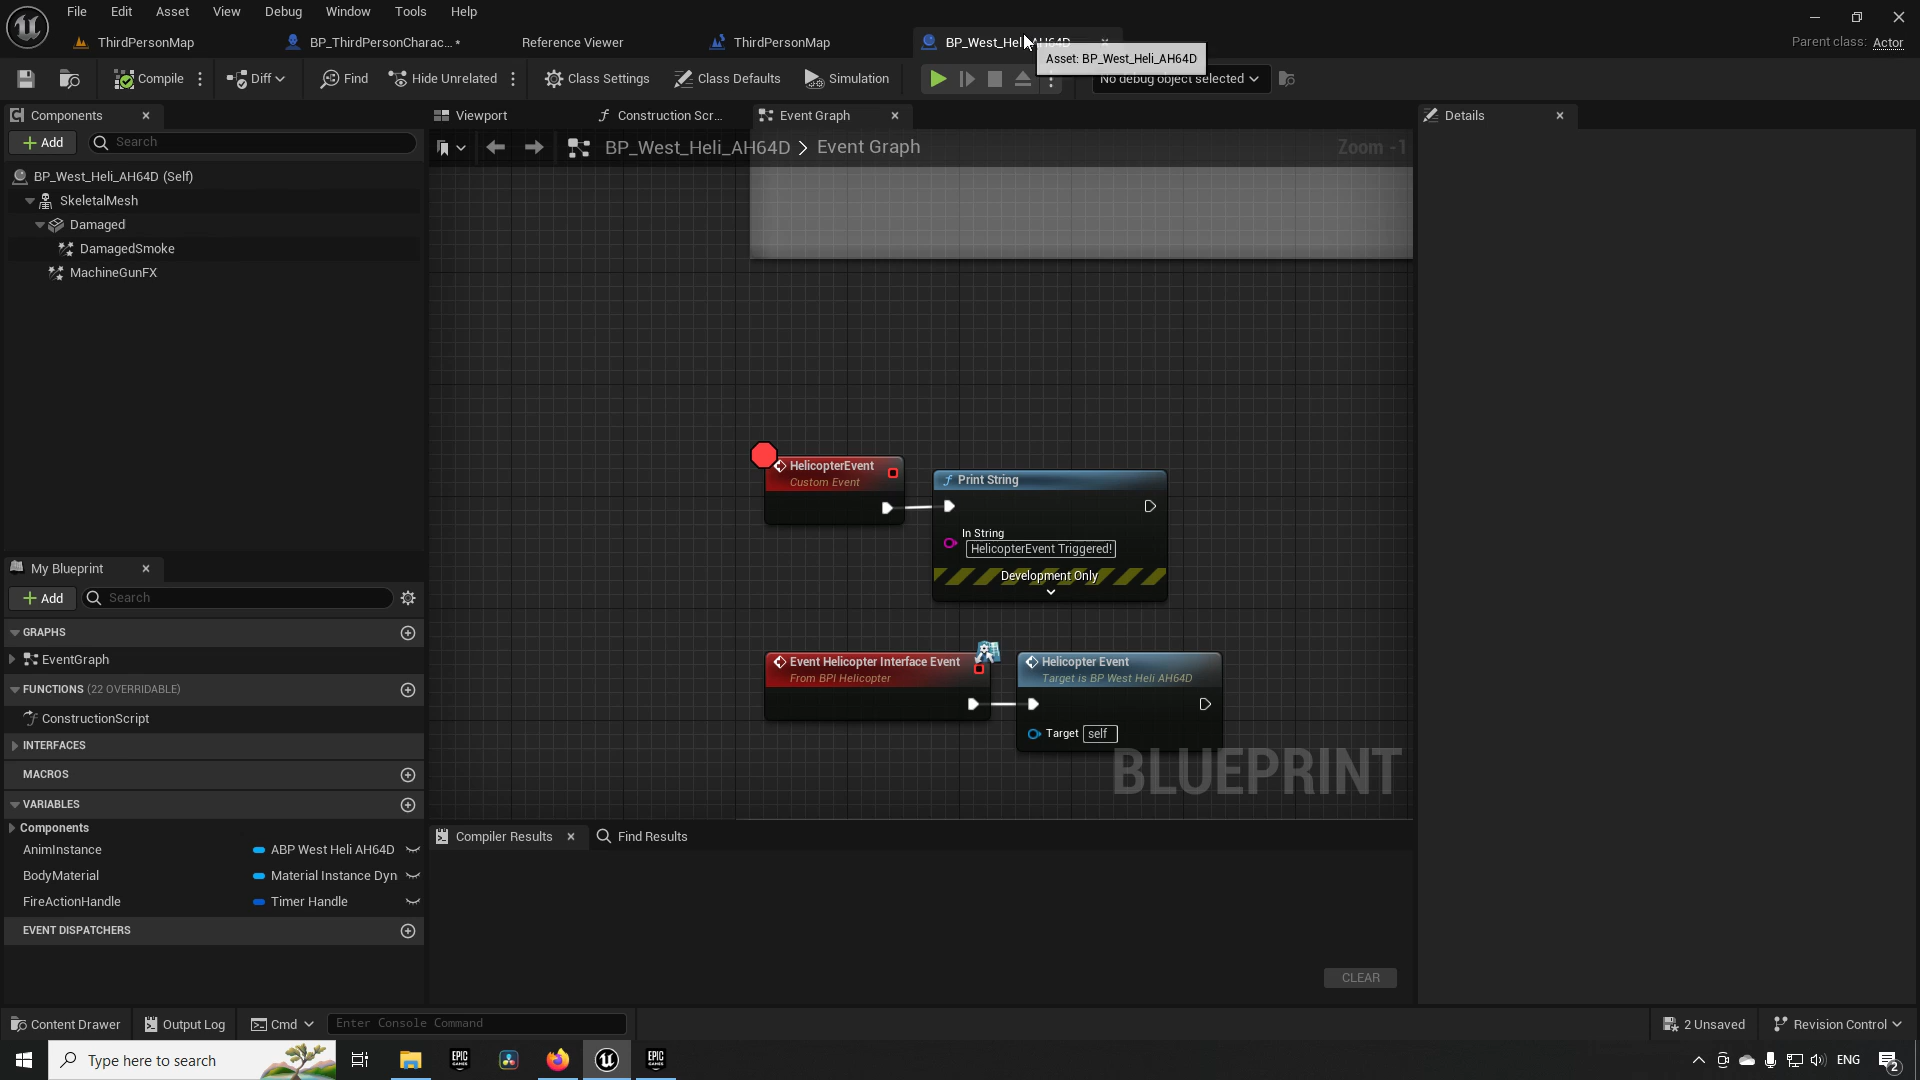 File Edit Asset View Debug Window Tools Help
ThirdPersonMap BP_ThirdPersonCharac... * Reference Viewer ThirdPersonMap BP_West_Heli_AH64D
Parent class: Actor
Asset: BP_West_Heli_AH64D
Compile Diff Find Hide Unrelated Class Settings Class Defaults Simulation No debug object selected
Components
Add Search
BP_West_Heli_AH64D (Self)
SkeletalMesh
Damaged
DamagedSmoke
MachineGunFX
Viewport Construction Scr... Event Graph
BP_West_Heli_AH64D > Event Graph
Zoom -1
HelicopterEvent
Custom Event
Print String
In String
HelicopterEvent Triggered!
Development Only
Event Helicopter Interface Event
From BPI Helicopter
Helicopter Event
Target is BP West Heli AH64D
Target self
BLUEPRINT
Details
My Blueprint
Add Search
GRAPHS
EventGraph
FUNCTIONS (22 OVERRIDABLE)
ConstructionScript
INTERFACES
MACROS
VARIABLES
Components
AnimInstance ABP West Heli AH64D
BodyMaterial Material Instance Dyn
FireActionHandle Timer Handle
EVENT DISPATCHERS
Compiler Results Find Results
CLEAR
Content Drawer Output Log Cmd Enter Console Command 2 Unsaved Revision Control
Type here to search
EPIC GAMES
EPIC GAMES
ENG
2